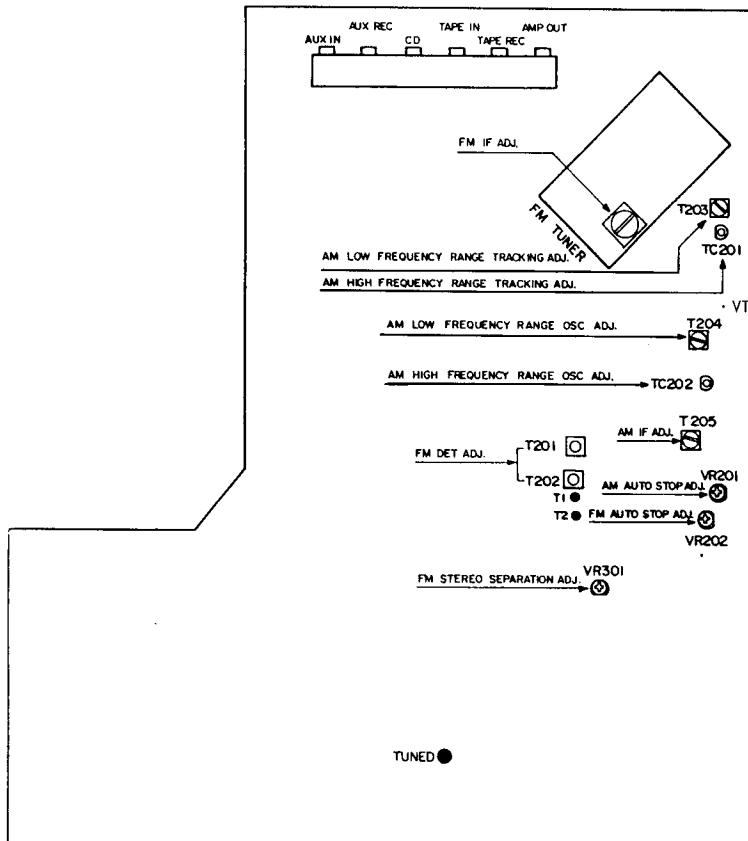 AUX REC TAPE IN AMP OUT
AUX IN CD TAPE REC
FM IF ADJ.
FM TUNER
T203
TC201
AM LOW FREQUENCY RANGE TRACKING ADJ.
AM HIGH FREQUENCY RANGE TRACKING ADJ.
VT
T204
AM LOW FREQUENCY RANGE OSC ADJ.
AM HIGH FREQUENCY RANGE OSC ADJ. TC202
T205
AM IF ADJ.
T201
FM DET ADJ.
T202
VR201
AM AUTO STOP ADJ.
T1
T2 FM AUTO STOP ADJ.
VR202
VR301
FM STEREO SEPARATION ADJ.
TUNED